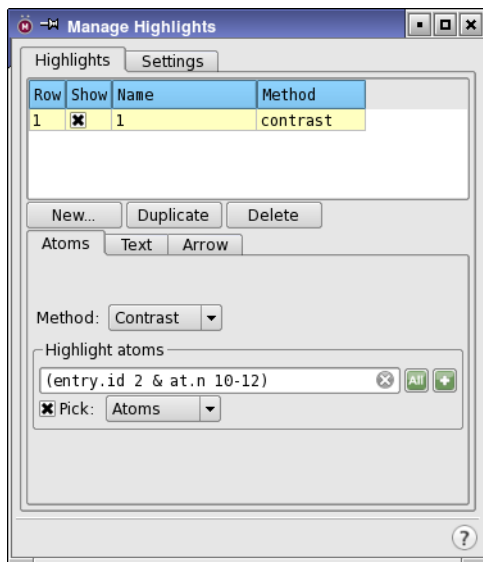 Manage Highlights
Highlights Settings
Row Show Name Method
1 1 contrast
New... Duplicate Delete
Atoms Text Arrow
Method: Contrast
Highlight atoms
(entry.id 2 & at.n 10-12)
All
Pick: Atoms
?